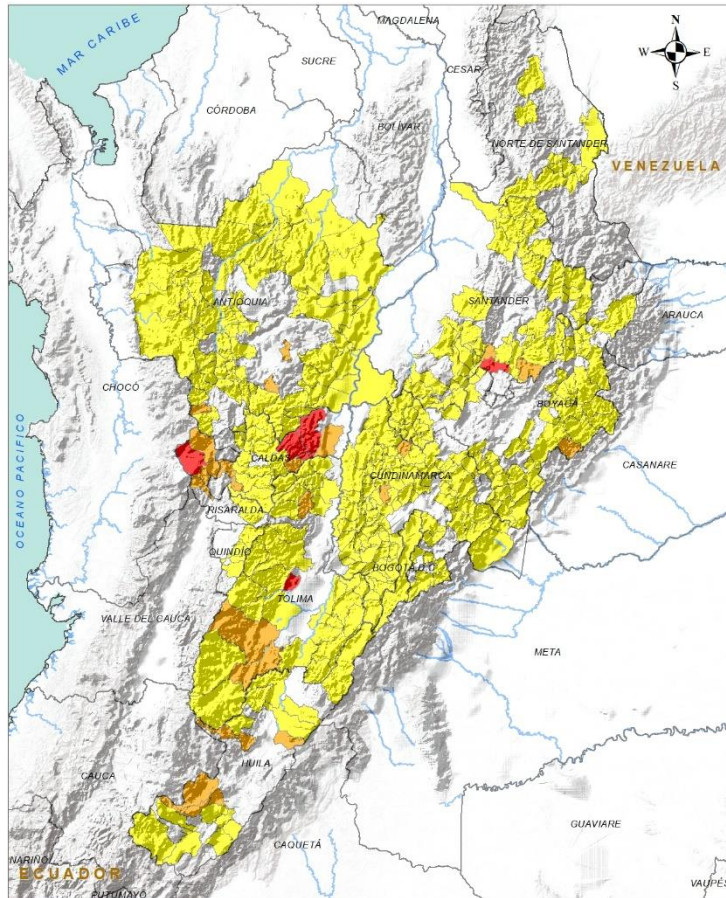 MAGDALENA
N
MAR CARIBE
SUCRE
CESAR
W
E
S
CÓRDOBA
BOLÍVAR
NORTE DE SANTANDER
VENEZUELA
ANTIOQUIA
SANTANDER
ARAUCA
CHOCÓ
BOYACÁ
OCEANO PACIFICO
CALDAS
CUNDINAMARCA
CASANARE
RISARALDA
QUINDÍO
BOGOTÁ D.C.
TOLIMA
VALLE DEL CAUCA
META
HUILA
CAUCA
GUAVIARE
CAQUETÁ
NARIÑO
ECUADOR
VAUPÉS
PUTUMAYO